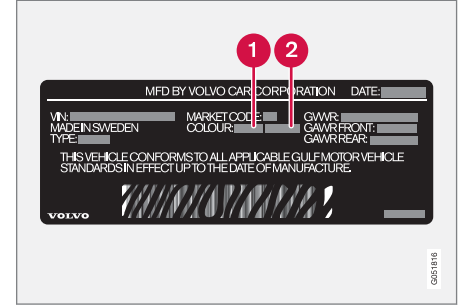 1 2
MFD BY VOLVO CAR CORPORATION DATE:
VIN: MARKET CODE: GVWR:
MADE IN SWEDEN COLOUR: GAWR FRONT:
TYPE: GAWR REAR:
THIS VEHICLE CONFORMS TO ALL APPLICABLE GULF MOTOR VEHICLE
STANDARDS IN EFFECT UP TO THE DATE OF MANUFACTURE.
VOLVO
G051816